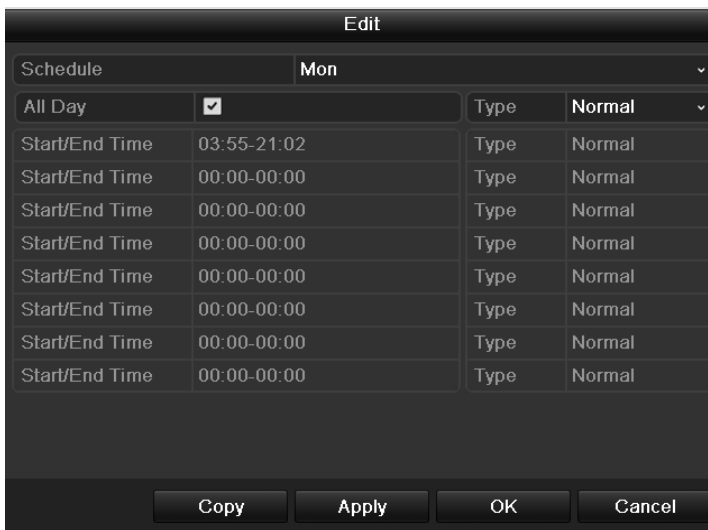 Edit
Schedule Mon
All Day Type Normal
Start/End Time 03:55-21:02 Type Normal
Start/End Time 00:00-00:00 Type Normal
Start/End Time 00:00-00:00 Type Normal
Start/End Time 00:00-00:00 Type Normal
Start/End Time 00:00-00:00 Type Normal
Start/End Time 00:00-00:00 Type Normal
Start/End Time 00:00-00:00 Type Normal
Start/End Time 00:00-00:00 Type Normal
Copy Apply OK Cancel